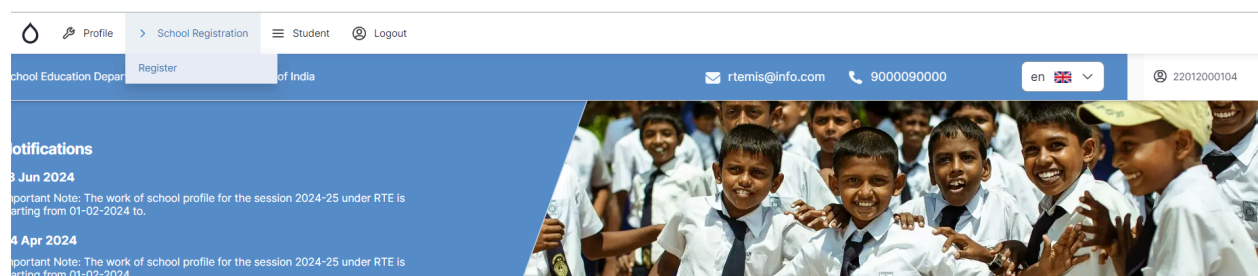 Profile
School Registration
Student
Logout
Register
chool Education Depar
of India
rtemis@info.com
9000090000
en
22012000104
otifications
Jun 2024
mportant Note: The work of school profile for the session 2024-25 under RTE is
arting from 01-02-2024 to.
4 Apr 2024
mportant Note: The work of school profile for the session 2024-25 under RTE is
arting from 01-02-2024